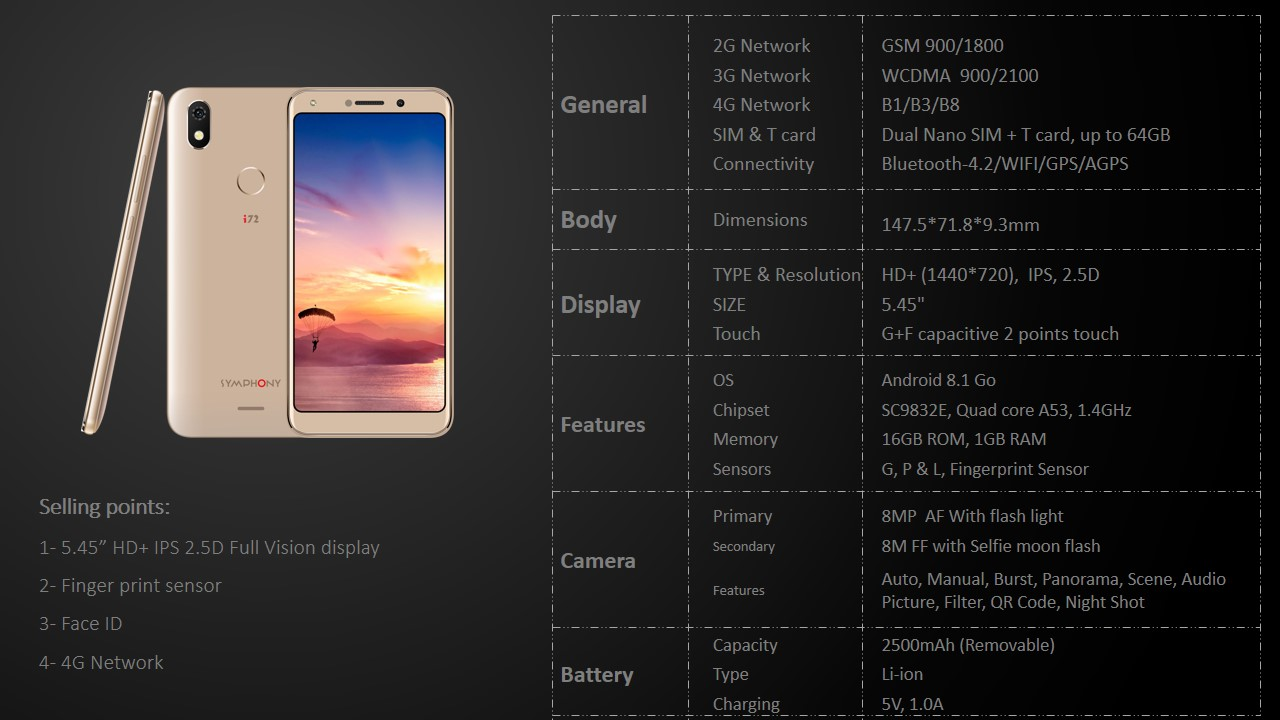 i72
SYMPHONY
Selling points:
1- 5.45” HD+ IPS 2.5D Full Vision display
2- Finger print sensor
3- Face ID
4- 4G Network
General
2G Network GSM 900/1800
3G Network WCDMA 900/2100
4G Network B1/B3/B8
SIM & T card Dual Nano SIM + T card, up to 64GB
Connectivity Bluetooth-4.2/WIFI/GPS/AGPS
Body
Dimensions 147.5*71.8*9.3mm
Display
TYPE & Resolution HD+ (1440*720), IPS, 2.5D
SIZE 5.45"
Touch G+F capacitive 2 points touch
Features
OS Android 8.1 Go
Chipset SC9832E, Quad core A53, 1.4GHz
Memory 16GB ROM, 1GB RAM
Sensors G, P & L, Fingerprint Sensor
Camera
Primary 8MP AF With flash light
Secondary 8M FF with Selfie moon flash
Features Auto, Manual, Burst, Panorama, Scene, Audio
Picture, Filter, QR Code, Night Shot
Battery
Capacity 2500mAh (Removable)
Type Li-ion
Charging 5V, 1.0A